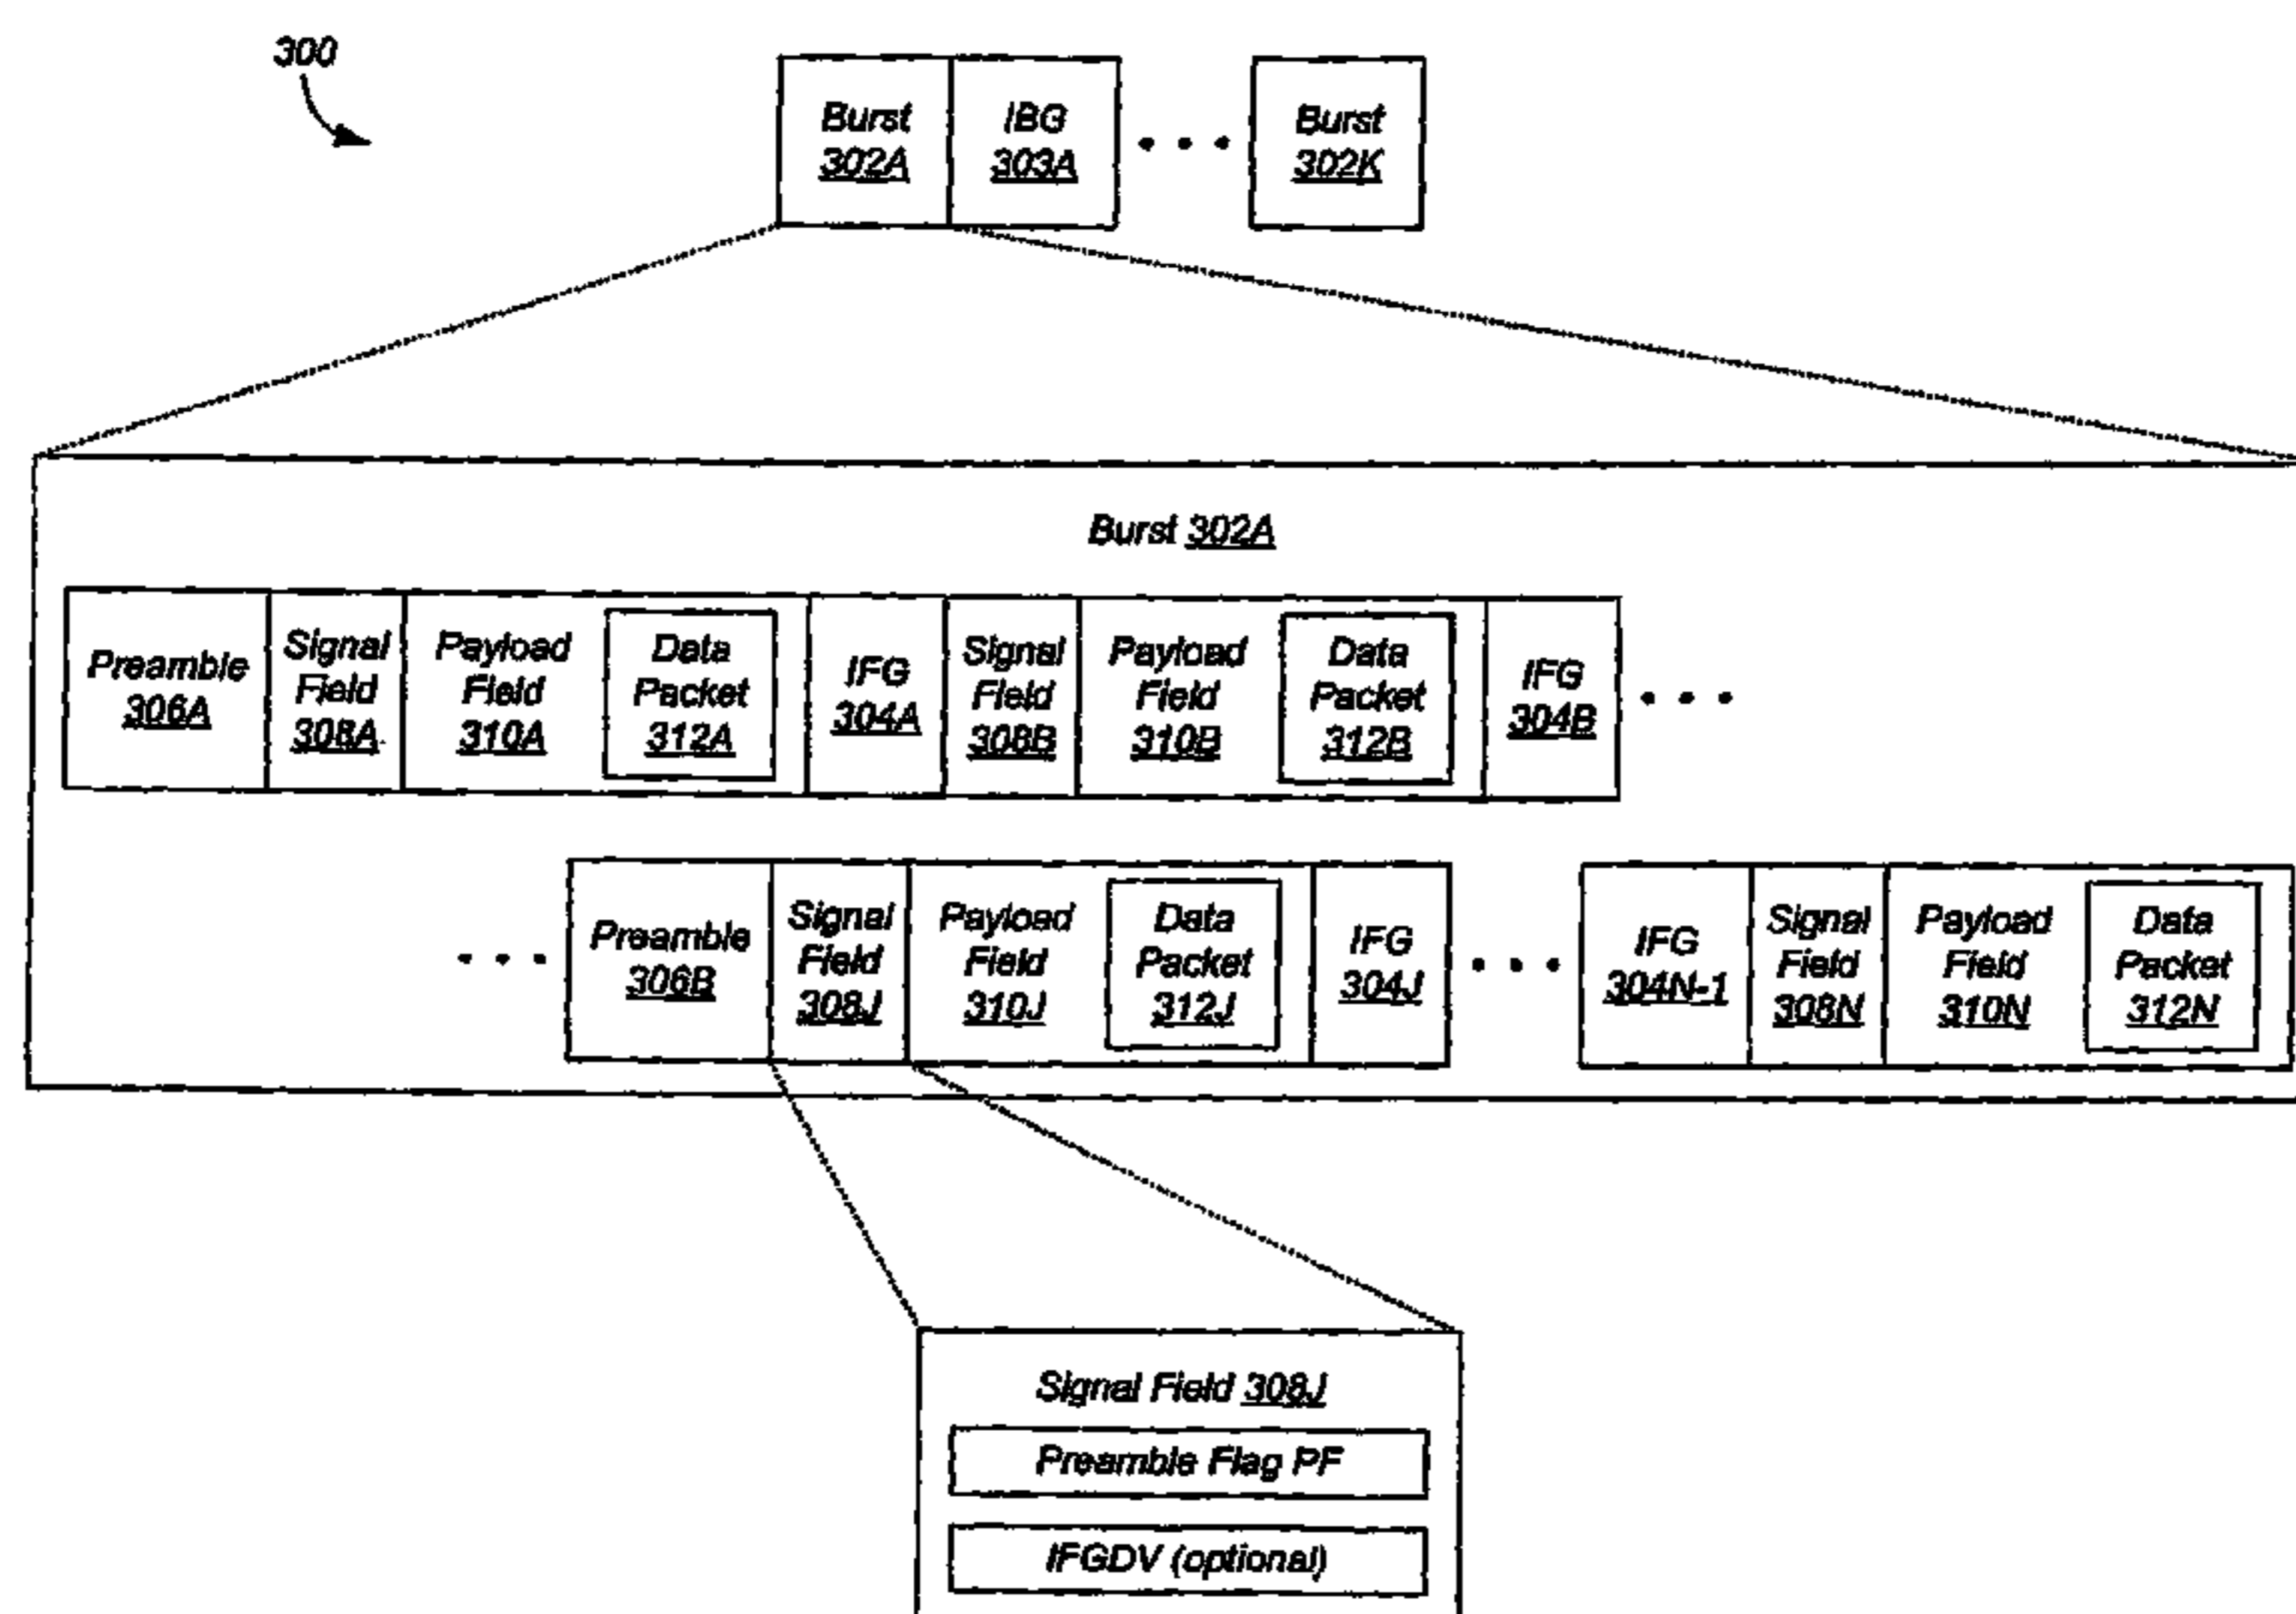 300
Burst
302A
IBG
303A
• • •
Burst
302K
Burst 302A
Preamble
306A
Signal
Field
308A
Payload
Field
310A
Data
Packet
312A
IFG
304A
Signal
Field
308B
Payload
Field
310B
Data
Packet
312B
IFG
304B
• • •
• • •
Preamble
306B
Signal
Field
308J
Payload
Field
310J
Data
Packet
312J
IFG
304J
• • •
IFG
304N-1
Signal
Field
308N
Payload
Field
310N
Data
Packet
312N
Signal Field 308J
Preamble Flag PF
IFGDV (optional)